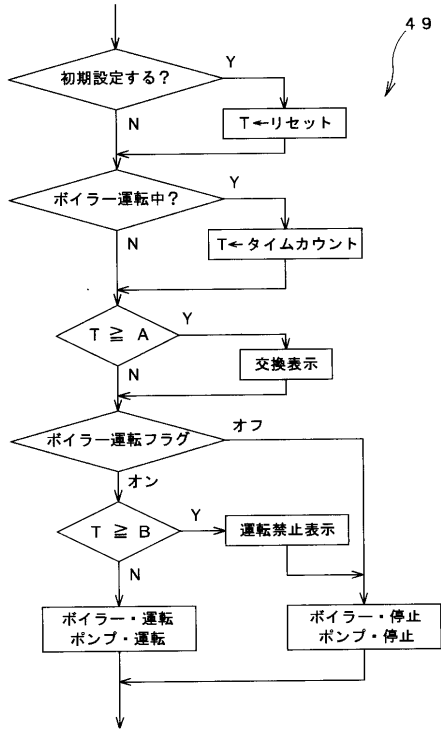 49
初期設定する？
Y
N
T←リセット
ボイラー運転中？
Y
N
T←タイムカウント
T ≧ A
Y
N
交換表示
ボイラー運転フラグ
オフ
オン
T ≧ B
Y
運転禁止表示
N
ボイラー・運転
ポンプ・運転
ボイラー・停止
ポンプ・停止